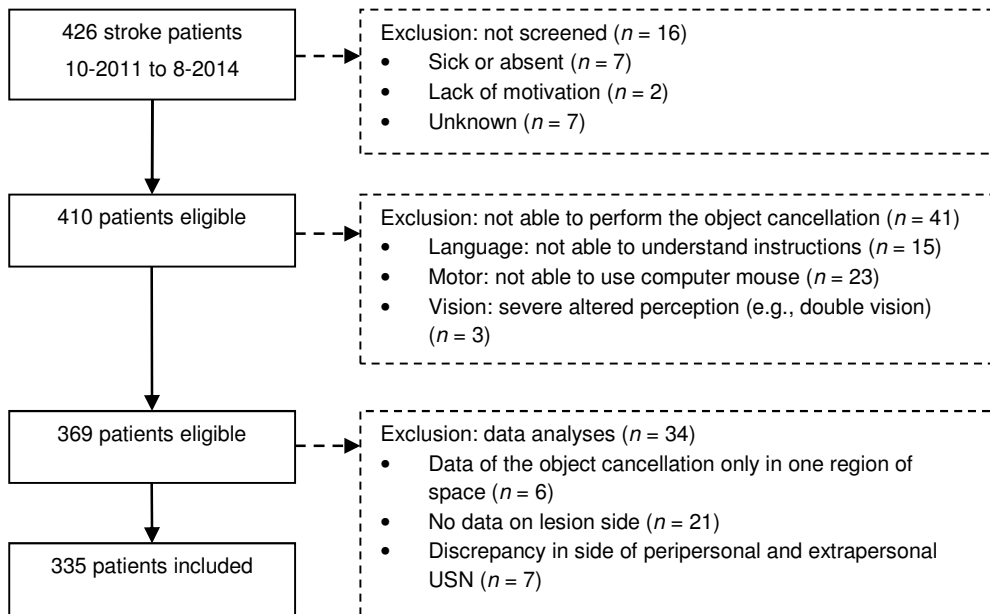 426 stroke patients
10-2011 to 8-2014
Exclusion: not screened (n = 16)
• Sick or absent (n = 7)
• Lack of motivation (n = 2)
• Unknown (n = 7)
410 patients eligible
Exclusion: not able to perform the object cancellation (n = 41)
• Language: not able to understand instructions (n = 15)
• Motor: not able to use computer mouse (n = 23)
• Vision: severe altered perception (e.g., double vision)
(n = 3)
369 patients eligible
Exclusion: data analyses (n = 34)
• Data of the object cancellation only in one region of
space (n = 6)
• No data on lesion side (n = 21)
• Discrepancy in side of peripersonal and extrapersonal
USN (n = 7)
335 patients included